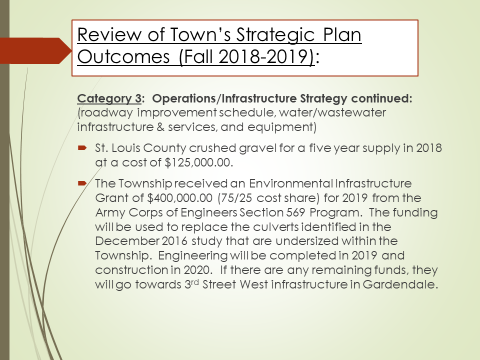 Review of Town's Strategic Plan
Outcomes (Fall 2018-2019):
Category 3: Operations/Infrastructure Strategy continued:
(roadway improvement schedule, water/wastewater
infrastructure & services, and equipment)
St. Louis County crushed gravel for a five year supply in 2018
at a cost of $125,000.00.
The Township received an Environmental Infrastructure
Grant of $400,000.00 (75/25 cost share) for 2019 from the
Army Corps of Engineers Section 569 Program. The funding
will be used to replace the culverts identified in the
December 2016 study that are undersized within the
Township. Engineering will be completed in 2019 and
construction in 2020. If there are any remaining funds, they
will go towards 3rd Street West infrastructure in Gardendale.